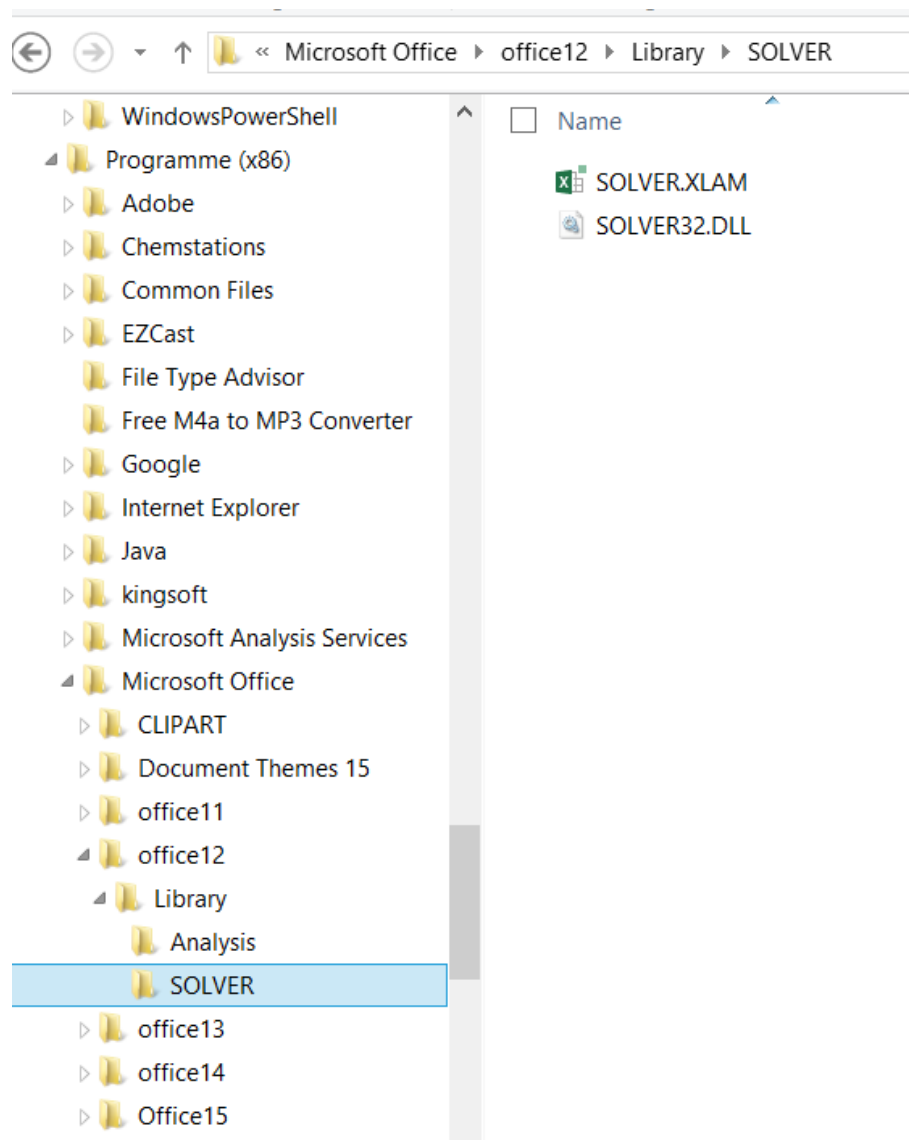 « Microsoft Office office12 Library SOLVER
WindowsPowerShell
Programme (x86)
Adobe
Chemstations
Common Files
EZCast
File Type Advisor
Free M4a to MP3 Converter
Google
Internet Explorer
Java
kingsoft
Microsoft Analysis Services
Microsoft Office
CLIPART
Document Themes 15
office11
office12
Library
Analysis
SOLVER
office13
office14
Office15
Name
SOLVER.XLAM
SOLVER32.DLL